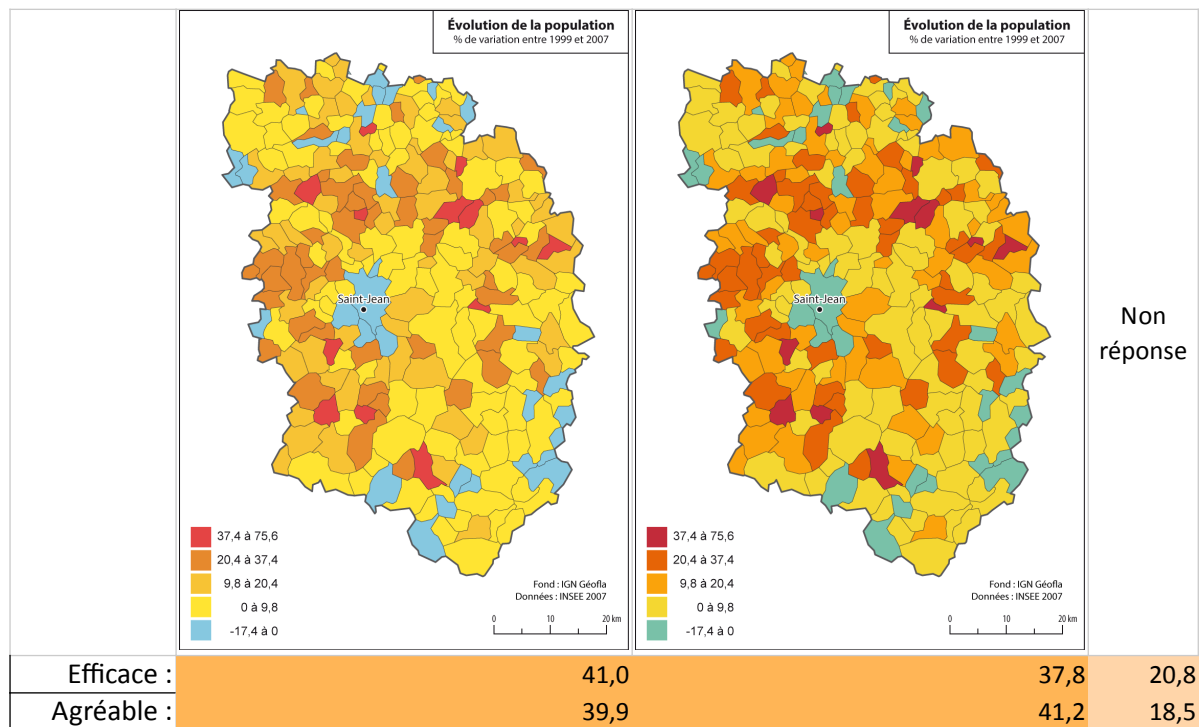 Évolution de la population
% de variation entre 1999 et 2007
Saint-Jean
37,4 à 75,6
20,4 à 37,4
9,8 à 20,4
0 à 9,8
-17,4 à 0
Fond : IGN Géofla
Données : INSEE 2007
0 10 20 km
Évolution de la population
% de variation entre 1999 et 2007
Saint-Jean
37,4 à 75,6
20,4 à 37,4
9,8 à 20,4
0 à 9,8
-17,4 à 0
Fond : IGN Géofla
Données : INSEE 2007
0 10 20 km
Non
réponse
Efficace : 41,0 37,8 20,8
Agréable : 39,9 41,2 18,5